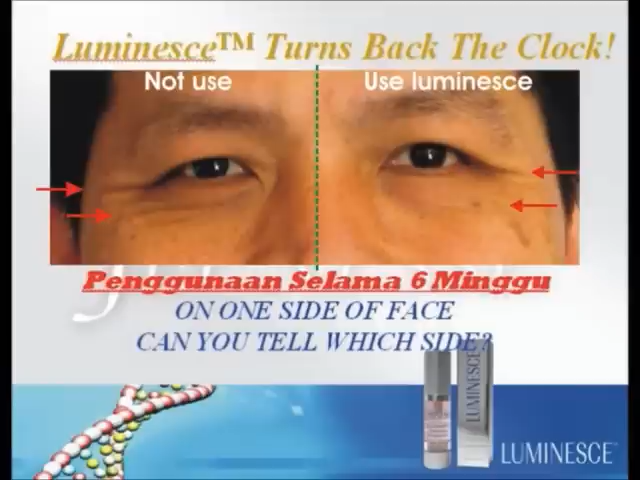 Luminesce™ Turns Back The Clock!
Not use
Use luminesce
Penggunaan Selama 6 Minggu
ON ONE SIDE OF FACE
CAN YOU TELL WHICH SIDE?
LUMINESCE
LUMINESCE™